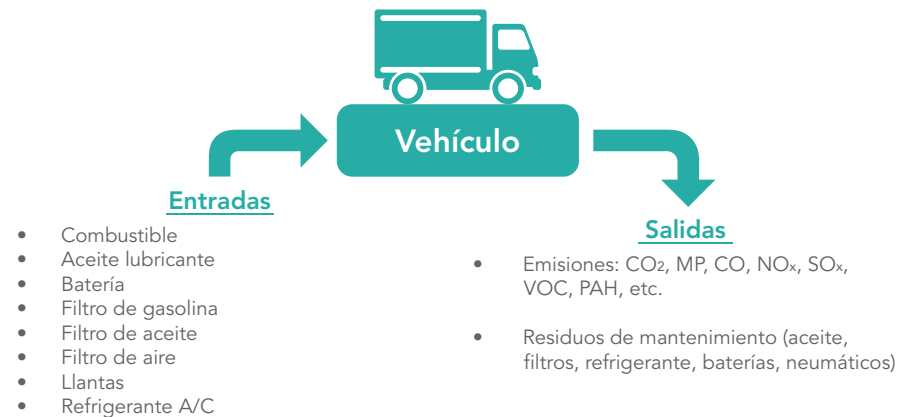 Vehículo
Entradas
• Combustible
• Aceite lubricante
• Batería
• Filtro de gasolina
• Filtro de aceite
• Filtro de aire
• Llantas
• Refrigerante A/C
Salidas
• Emisiones: CO₂, MP, CO, NOₓ, SOₓ,
VOC, PAH, etc.
• Residuos de mantenimiento (aceite,
filtros, refrigerante, baterías, neumáticos)